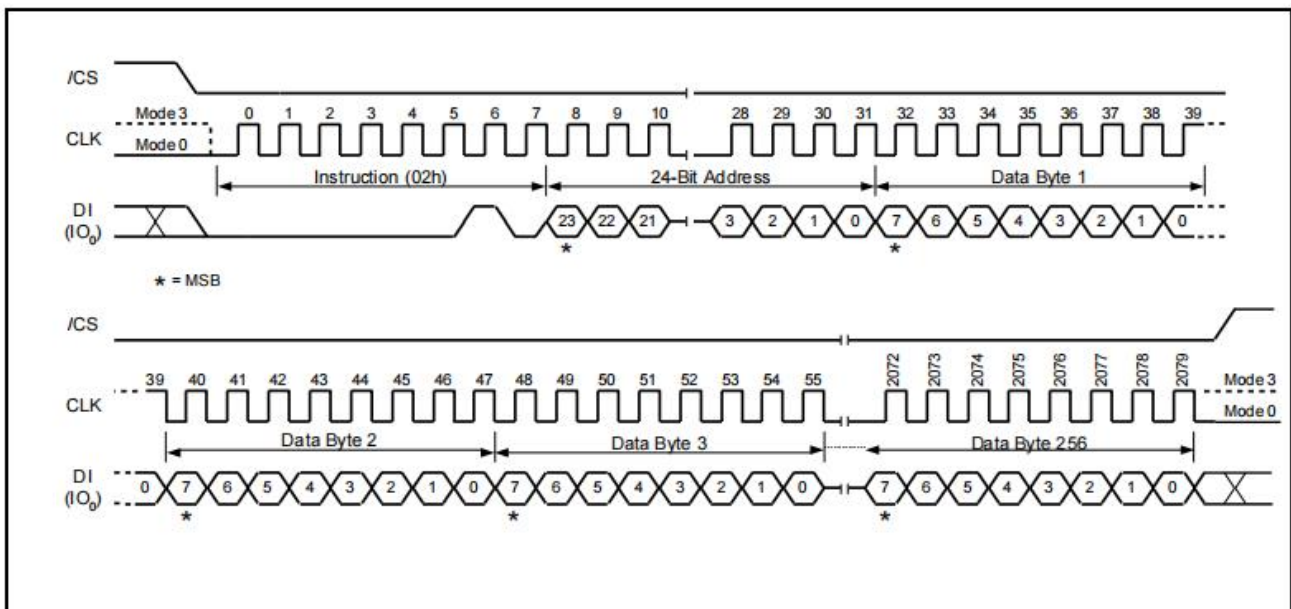 /CS
Mode 3 0 1 2 3 4 5 6 7 8 9 10 28 29 30 31 32 33 34 35 36 37 38 39
CLK
Mode 0
Instruction (02h) 24-Bit Address Data Byte 1
DI
(IO₀)
23 22 21 3 2 1 0 7 6 5 4 3 2 1 0
* *
* = MSB
/CS
39 40 41 42 43 44 45 46 47 48 49 50 51 52 53 54 55 2072 2073 2074 2075 2076 2077 2078 2079 Mode 3
CLK
Mode 0
Data Byte 2 Data Byte 3 Data Byte 256
DI
(IO₀)
0 7 6 5 4 3 2 1 0 7 6 5 4 3 2 1 0 7 6 5 4 3 2 1 0
* * *